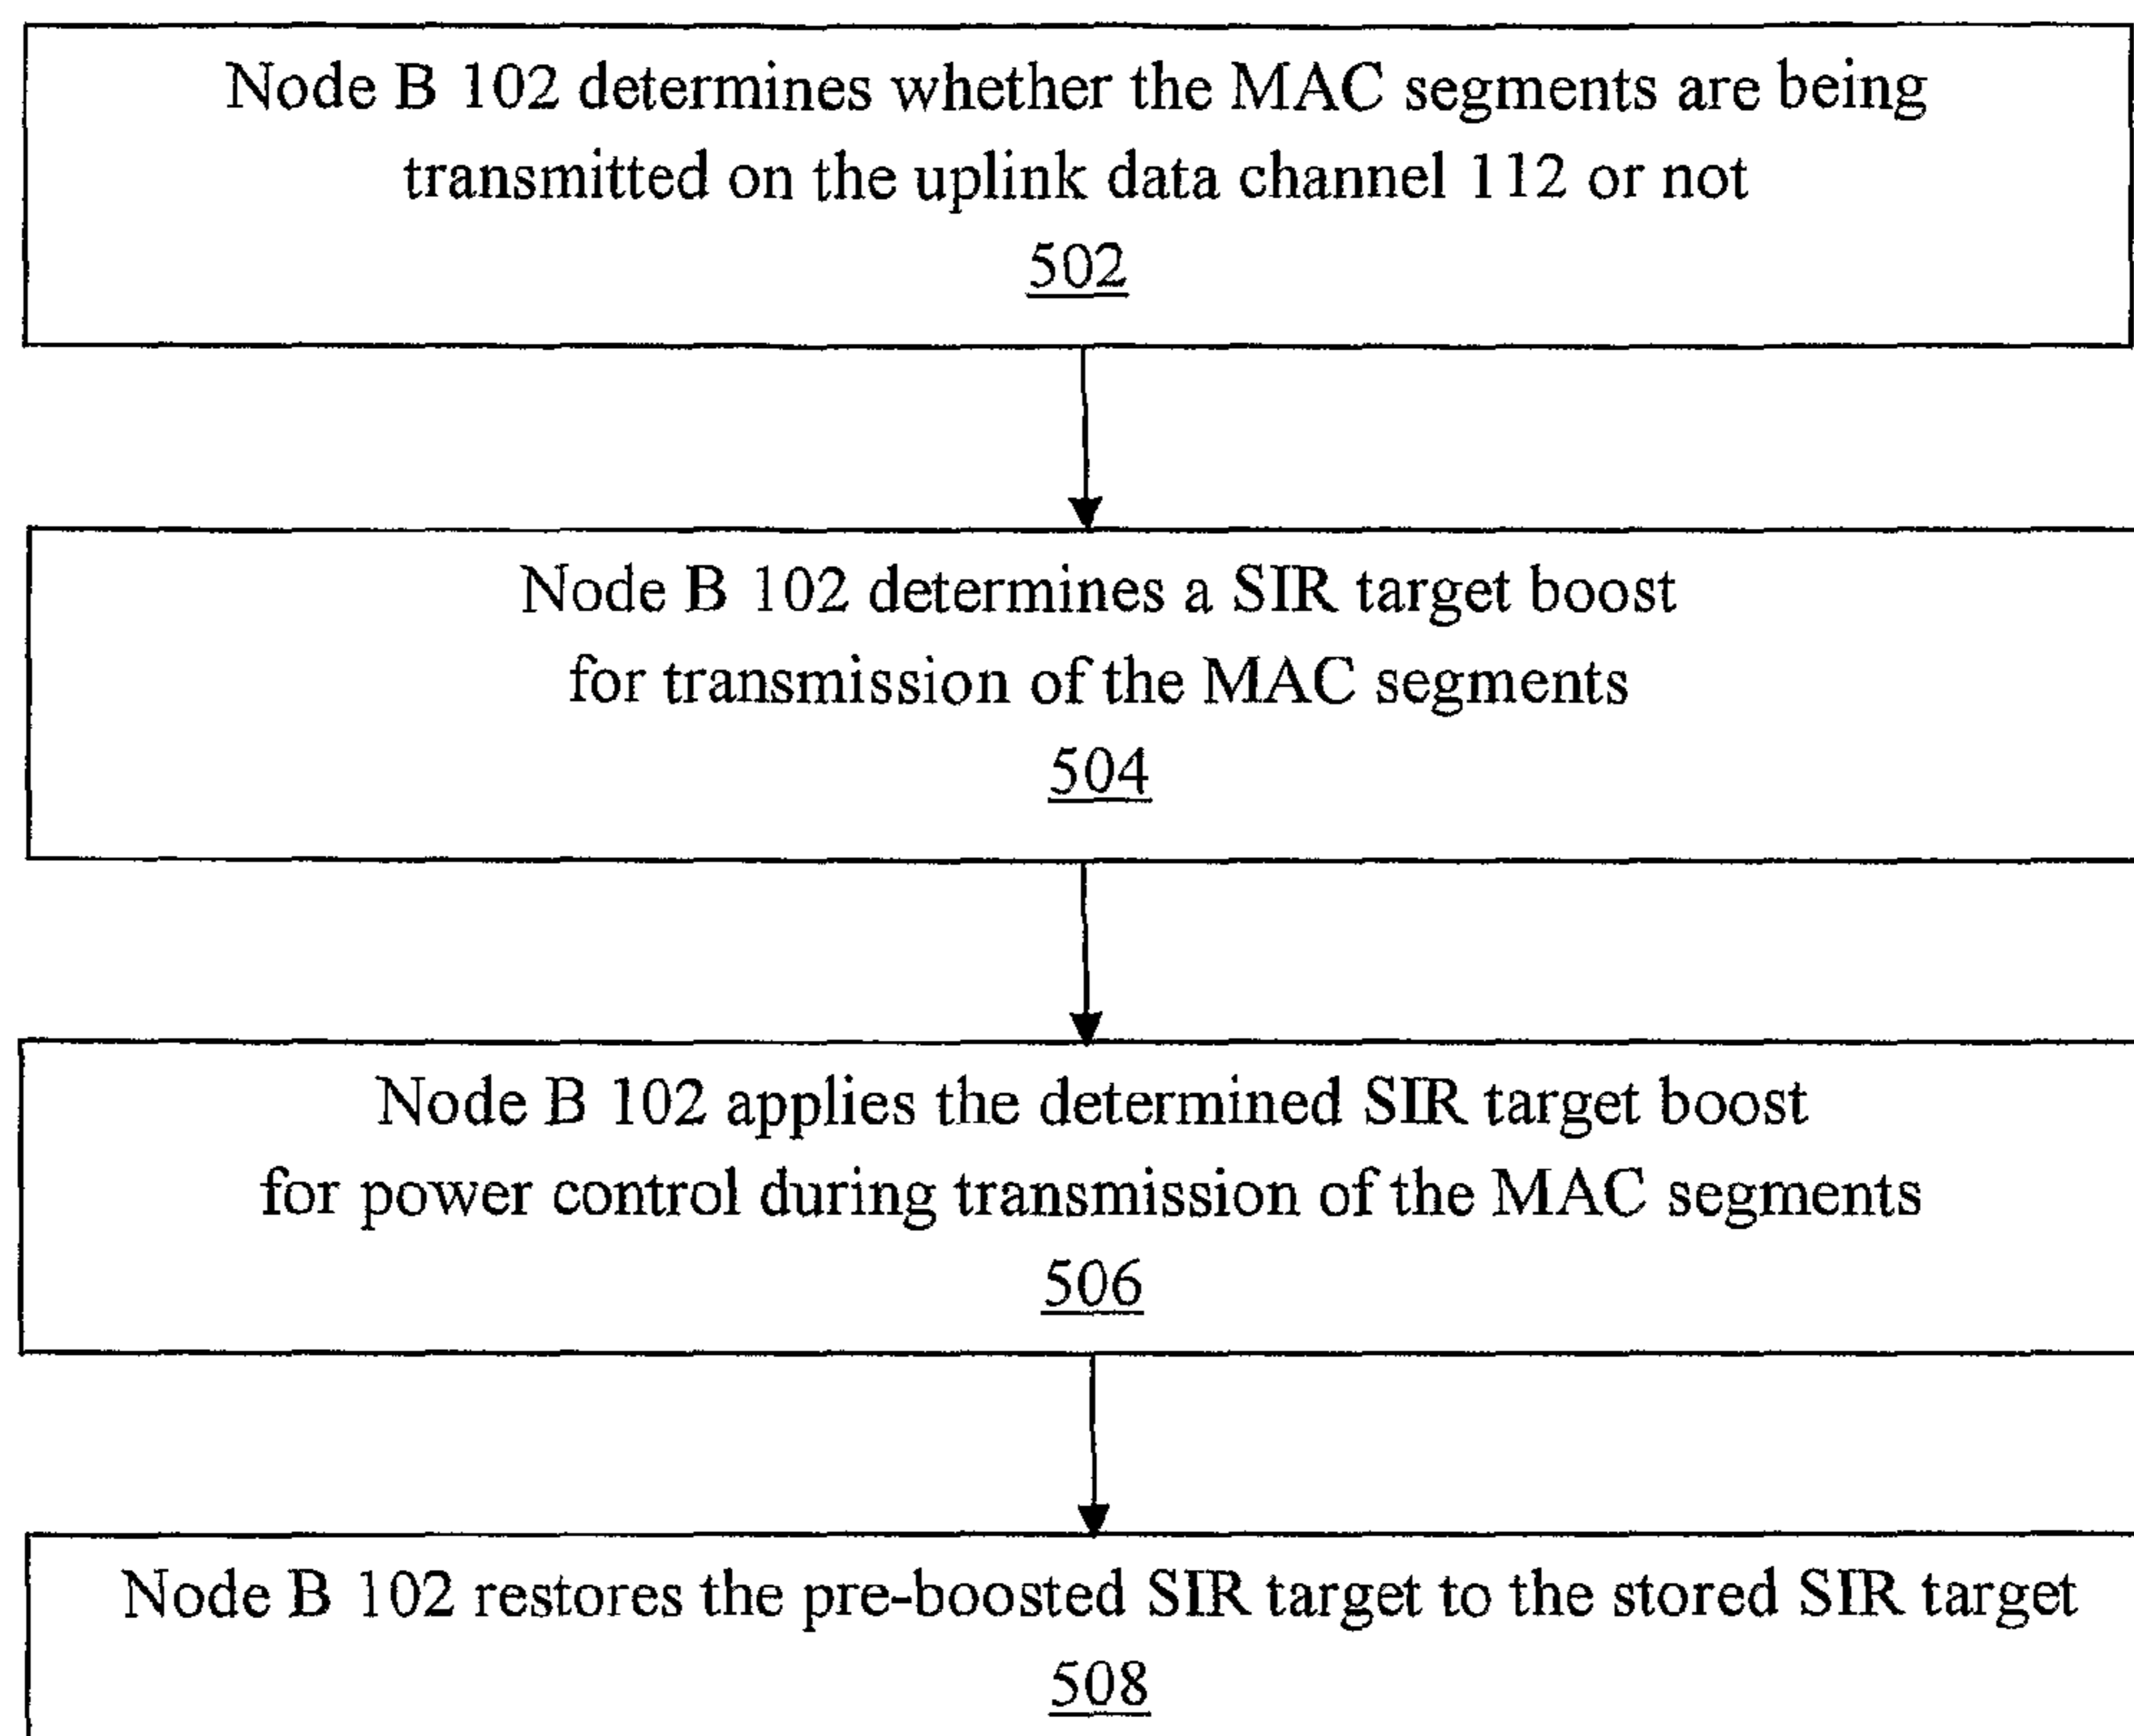 Node B 102 determines whether the MAC segments are being
transmitted on the uplink data channel 112 or not
502
Node B 102 determines a SIR target boost
for transmission of the MAC segments
504
Node B 102 applies the determined SIR target boost
for power control during transmission of the MAC segments
506
Node B 102 restores the pre-boosted SIR target to the stored SIR target
508